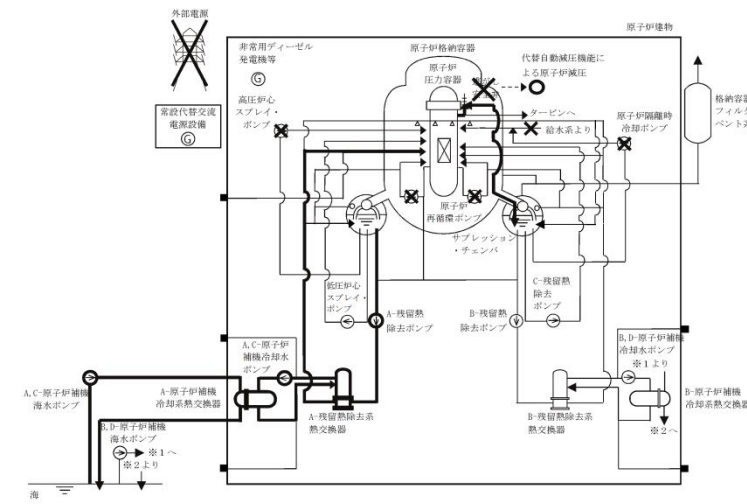 外部電源
原子炉建物
非常用ディーゼル
発電機等
G
原子炉格納容器
原子炉
圧力容器
代替自動減圧機能に
よる原子炉減圧
常設代替交流
電源設備
G
高圧炉心
スプレイ・
ポンプ
タービンへ
給水系より
原子炉隔離時
冷却ポンプ
格納容器
フィルタ
ベント系
原子炉
再循環ポンプ
サプレッション
・チェンバ
低圧炉心
スプレイ・
ポンプ
A-残留熱
除去ポンプ
B-残留熱
除去ポンプ
C-残留熱
除去
ポンプ
A,C-原子炉
補機冷却水
ポンプ
B,D-原子炉補機
冷却水ポンプ
※1より
A,C-原子炉補機
海水ポンプ
A-原子炉補機
冷却系熱交換器
A-残留熱除去系
熱交換器
B-残留熱除去系
熱交換器
B-原子炉補機
冷却系熱交換器
※2へ
B,D-原子炉補機
海水ポンプ
※1へ
※2より
海